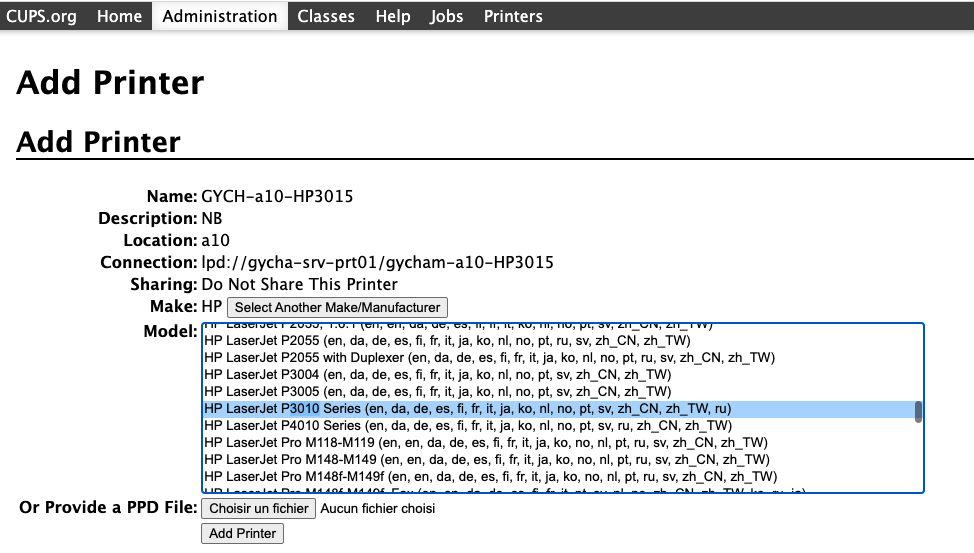 CUPS.org Home Administration Classes Help Jobs Printers
Add Printer
Add Printer
Name: GYCH-a10-HP3015
Description: NB
Location: a10
Connection: lpd://gycha-srv-prt01/gycham-a10-HP3015
Sharing: Do Not Share This Printer
Make: HP Select Another Make/Manufacturer
Model:
HP LaserJet P2055 (en, da, de, es, fi, fr, it, ja, ko, nl, no, pt, ru, sv, zh_CN, zh_TW)
HP LaserJet P2055 with Duplexer (en, da, de, es, fi, fr, it, ja, ko, nl, no, pt, ru, sv, zh_CN, zh_TW)
HP LaserJet P3004 (en, da, de, es, fi, fr, it, ja, ko, nl, no, pt, sv, zh_CN, zh_TW)
HP LaserJet P3005 (en, da, de, es, fi, fr, it, ja, ko, nl, no, pt, sv, zh_CN, zh_TW)
HP LaserJet P3010 Series (en, da, de, es, fi, fr, it, ja, ko, nl, no, pt, sv, zh_CN, zh_TW, ru)
HP LaserJet P4010 Series (en, da, de, es, fi, fr, it, ja, ko, nl, no, pt, sv, ru, zh_CN, zh_TW)
HP LaserJet Pro M118-M119 (en, en, da, de, es, fi, fr, it, ja, ko, no, nl, pt, ru, sv, zh_CN, zh_TW)
HP LaserJet Pro M148-M149 (en, en, da, de, es, fi, fr, it, ja, ko, no, nl, pt, ru, sv, zh_CN, zh_TW)
HP LaserJet Pro M148f-M149f (en, en, da, de, es, fi, fr, it, ja, ko, no, nl, pt, ru, sv, zh_CN, zh_TW)
Or Provide a PPD File: Choisir un fichier Aucun fichier choisi
Add Printer